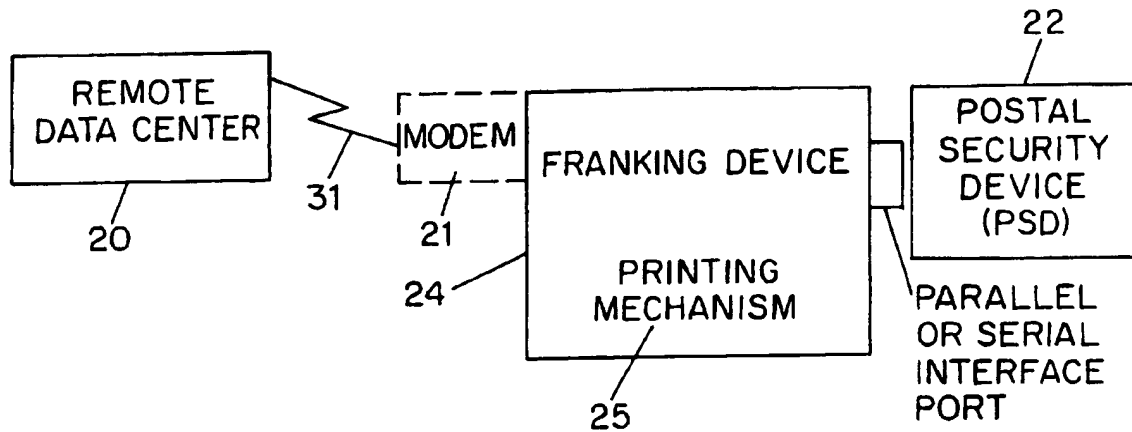 REMOTE
DATA CENTER
20
31
MODEM
21
FRANKING DEVICE
24
PRINTING
MECHANISM
25
22
POSTAL
SECURITY
DEVICE
(PSD)
PARALLEL
OR SERIAL
INTERFACE
PORT